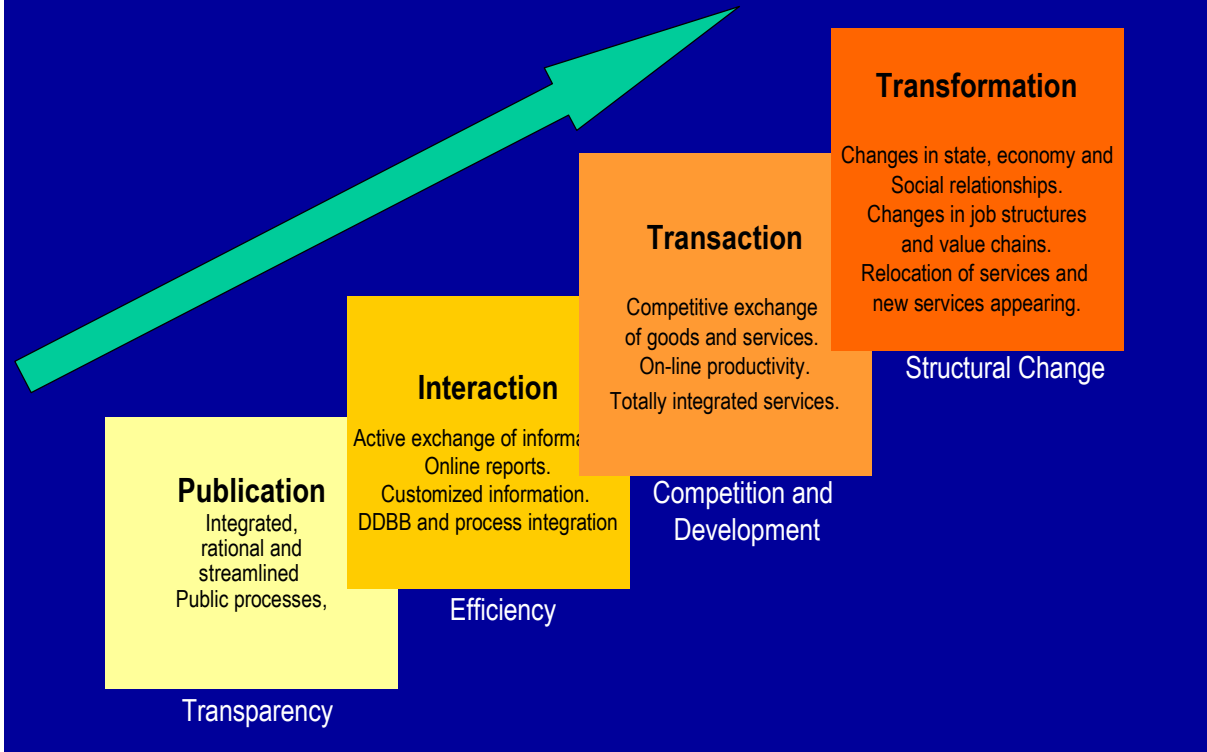 Transformation
Changes in state, economy and
Social relationships.
Changes in job structures
and value chains.
Relocation of services and
new services appearing.
Structural Change
Transaction
Competitive exchange
of goods and services.
On-line productivity.
Totally integrated services.
Competition and
Development
Interaction
Active exchange of
Online reports.
Customized information.
DDBB and process integration
Efficiency
Publication
Integrated,
rational and
streamlined
Public processes,
Transparency